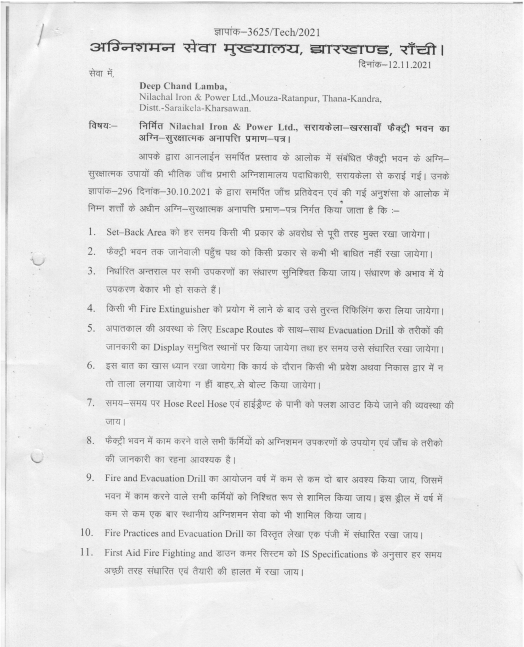 ज्ञापांक–3625/Tech/2021
अग्निशमन सेवा मुख्यालय, झारखण्ड, राँची।
दिनांक–12.11.2021
सेवा में,
Deep Chand Lamba,
Nilachal Iron & Power Ltd.,Mouza-Ratanpur, Thana-Kandra,
Distt.-Saraikela-Kharsawan.
विषयः– निर्मित Nilachal Iron & Power Ltd., सरायकेला–खरसावाँ फैक्ट्री भवन का
अग्नि–सुरक्षात्मक अनापत्ति प्रमाण–पत्र।
आपके द्वारा आनलाईन समर्पित प्रस्ताव के आलोक में संबंधित फैक्ट्री भवन के अग्नि–
सुरक्षात्मक उपायों की भौतिक जाँच प्रभारी अग्निशामालय पदाधिकारी, सरायकेला से कराई गई। उनके
ज्ञापांक–296 दिनांक–30.10.2021 के द्वारा समर्पित जाँच प्रतिवेदन एवं की गई अनुशंसा के आलोक में
निम्न शर्त्तों के अधीन अग्नि–सुरक्षात्मक अनापत्ति प्रमाण–पत्र निर्गत किया जाता है कि :–
1. Set–Back Area को हर समय किसी भी प्रकार के अवरोध से पूरी तरह मुक्त रखा जायेगा।
2. फैक्ट्री भवन तक जानेवाली पहुँच पथ को किसी प्रकार से कभी भी बाधित नहीं रखा जायेगा।
3. निर्धारित अन्तराल पर सभी उपकरणों का संधारण सुनिश्चित किया जाय। संधारण के अभाव में ये
उपकरण बेकार भी हो सकते हैं।
4. किसी भी Fire Extinguisher को प्रयोग में लाने के बाद उसे तुरन्त रिफिलिंग करा लिया जायेगा।
5. अपातकाल की अवस्था के लिए Escape Routes के साथ–साथ Evacuation Drill के तरीकों की
जानकारी का Display समुचित स्थानों पर किया जायेगा तथा हर समय उसे संधारित रखा जायेगा।
6. इस बात का खास ध्यान रखा जायेगा कि कार्य के दौरान किसी भी प्रवेश अथवा निकास द्वार में न
तो ताला लगाया जायेगा न हीं बाहर से बोल्ट किया जायेगा।
7. समय–समय पर Hose Reel Hose एवं हाईड्रैण्ट के पानी को फ्लश आउट किये जाने की व्यवस्था की
जाय।
8. फैक्ट्री भवन में काम करने वाले सभी कर्मियों को अग्निशमन उपकरणों के उपयोग एवं जाँच के तरीको
की जानकारी का रहना आवश्यक है।
9. Fire and Evacuation Drill का आयोजन वर्ष में कम से कम दो बार अवश्य किया जाय, जिसमें
भवन में काम करने वाले सभी कर्मियों को निश्चित रूप से शामिल किया जाय। इस ड्रील में वर्ष में
कम से कम एक बार स्थानीय अग्निशमन सेवा को भी शामिल किया जाय।
10. Fire Practices and Evacuation Drill का विस्तृत लेखा एक पंजी में संधारित रखा जाय।
11. First Aid Fire Fighting and डाउन कमर सिस्टम को IS Specifications के अनुसार हर समय
अच्छी तरह संधारित एवं तैयारी की हालत में रखा जाय।